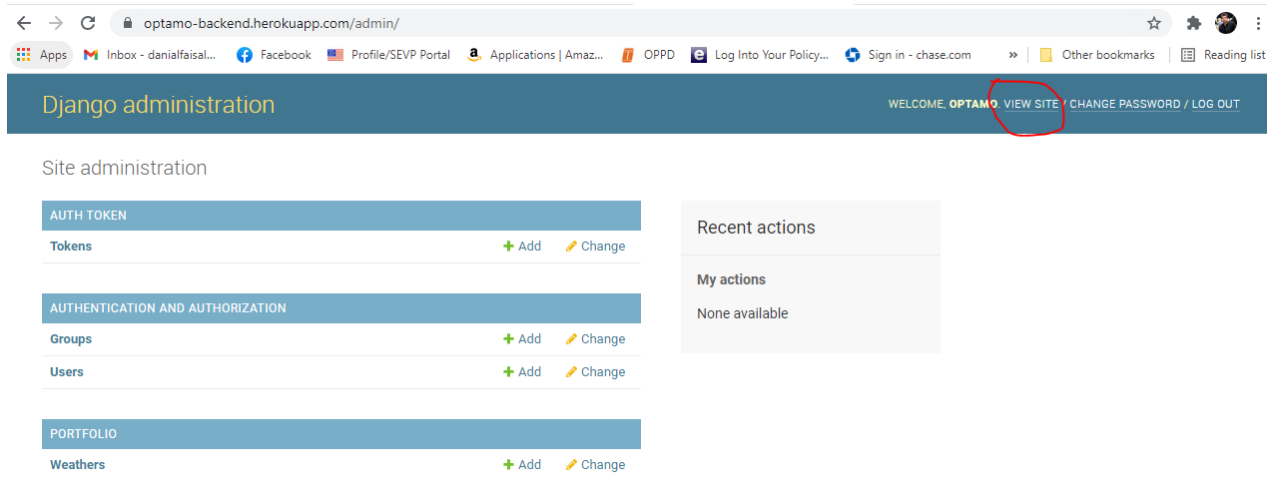 optamo-backend.herokuapp.com/admin/
Apps Inbox - danialfaisal... Facebook Profile/SEVP Portal Applications | Amaz... OPPD Log Into Your Policy... Sign in - chase.com » Other bookmarks Reading list
Django administration
WELCOME, OPTAMO. VIEW SITE / CHANGE PASSWORD / LOG OUT
Site administration
AUTH TOKEN
Tokens + Add Change
AUTHENTICATION AND AUTHORIZATION
Groups + Add Change
Users + Add Change
PORTFOLIO
Weathers + Add Change
Recent actions
My actions
None available